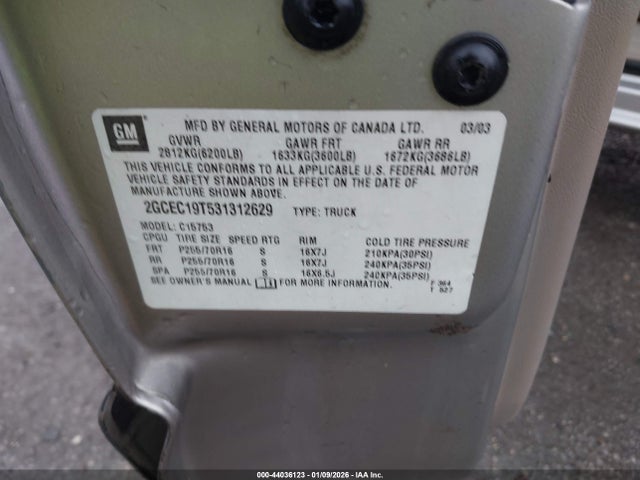 GM
MFD BY GENERAL MOTORS OF CANADA LTD. 03/03
GVWR GAWR FRT GAWR RR
2812KG(6200LB) 1633KG(3600LB) 1672KG(3686LB)
THIS VEHICLE CONFORMS TO ALL APPLICABLE U.S. FEDERAL MOTOR
VEHICLE SAFETY STANDARDS IN EFFECT ON THE DATE OF
MANUFACTURE SHOWN ABOVE.
2GCEC19T531312629 TYPE: TRUCK
MODEL: C15753
CPGU TIRE SIZE SPEED RTG RIM COLD TIRE PRESSURE
FRT P255/70R16 S 16X7J 210KPA(30PSI)
RR P255/70R16 S 16X7J 240KPA(35PSI)
SPA P255/70R16 S 16X6.5J 240KPA(35PSI)
SEE OWNER'S MANUAL FOR MORE INFORMATION.
F 364
T 527
000-44036123 - 01/09/2026 - IAA Inc.